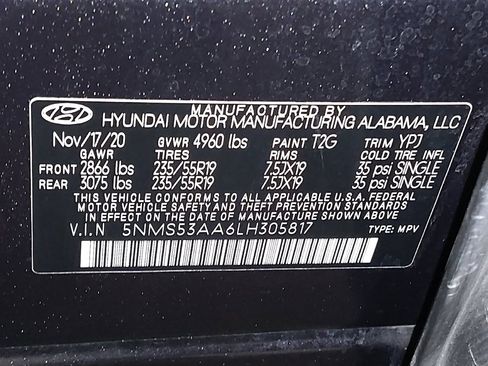 MANUFACTURED BY
HYUNDAI MOTOR MANUFACTURING ALABAMA, LLC
Nov/17/20 GVWR 4960 lbs PAINT T2G TRIM YPJ
GAWR TIRES RIMS COLD TIRE INFL
FRONT 2866 lbs 235/55R19 7.5JX19 35 psi SINGLE
REAR 3075 lbs 235/55R19 7.5JX19 35 psi SINGLE
THIS VEHICLE CONFORMS TO ALL APPLICABLE U.S.A. FEDERAL
MOTOR VEHICLE SAFETY, BUMPER, AND THEFT PREVENTION STANDARDS
IN EFFECT ON THE DATE OF MANUFACTURE SHOWN ABOVE.
V.I.N 5NMS53AA6LH305817
TYPE: MPV